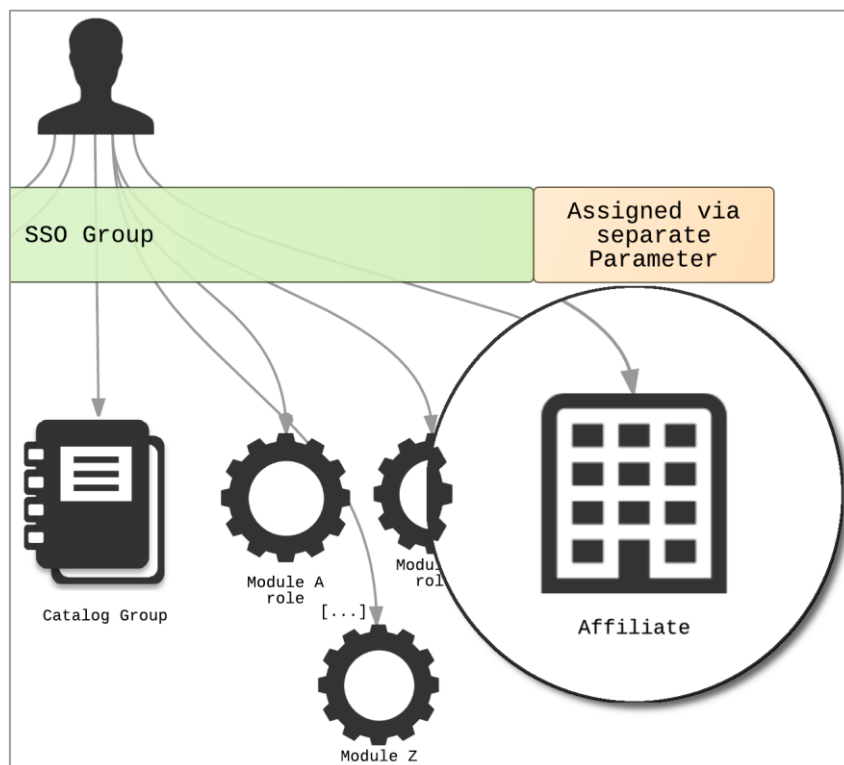 SSO Group
Assigned via
separate
Parameter
Module A
role
[...]
Catalog Group
Affiliate
Module Z